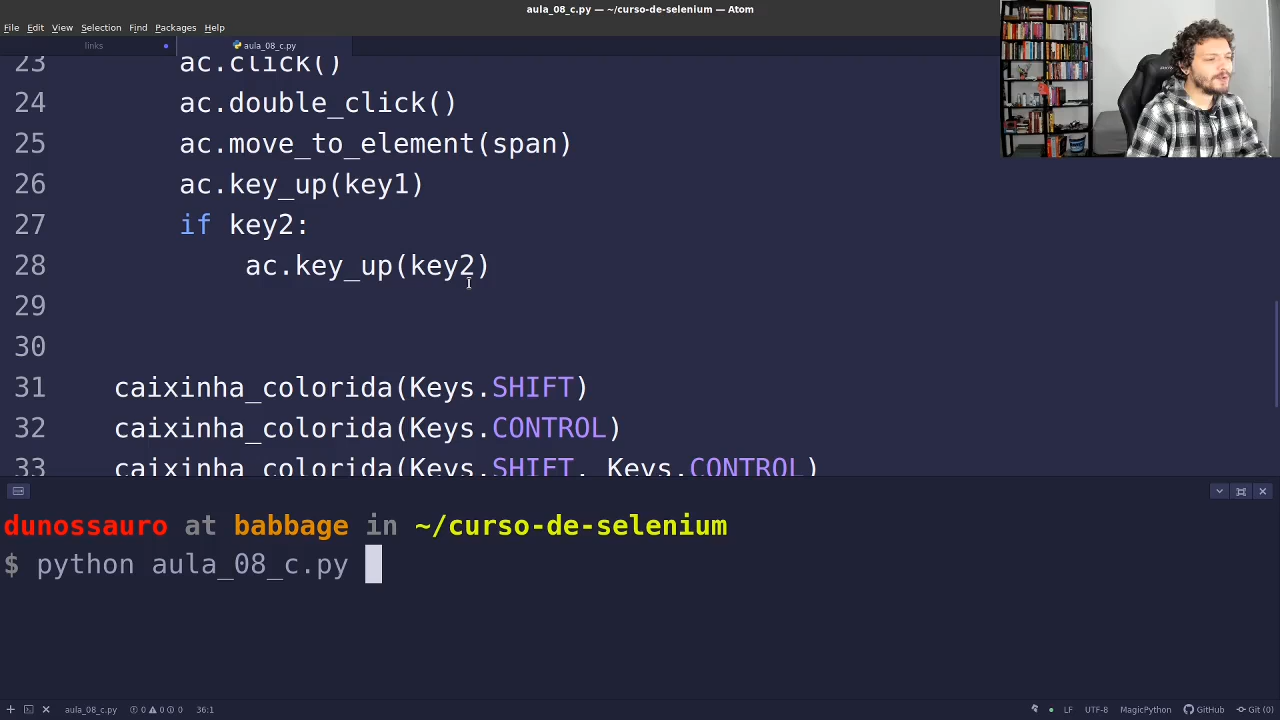 aula_08_c.py — ~/curso-de-selenium — Atom
File Edit View Selection Find Packages Help
links
aula_08_c.py
23 ac.click()
24 ac.double_click()
25 ac.move_to_element(span)
26 ac.key_up(key1)
27 if key2:
28 ac.key_up(key2)
29
30
31 caixinha_colorida(Keys.SHIFT)
32 caixinha_colorida(Keys.CONTROL)
33 caixinha_colorida(Keys.SHIFT, Keys.CONTROL)
dunossauro at babbage in ~/curso-de-selenium
$ python aula_08_c.py
aula_08_c.py 0 0 0 36:1 LF UTF-8 MagicPython GitHub Git (0)